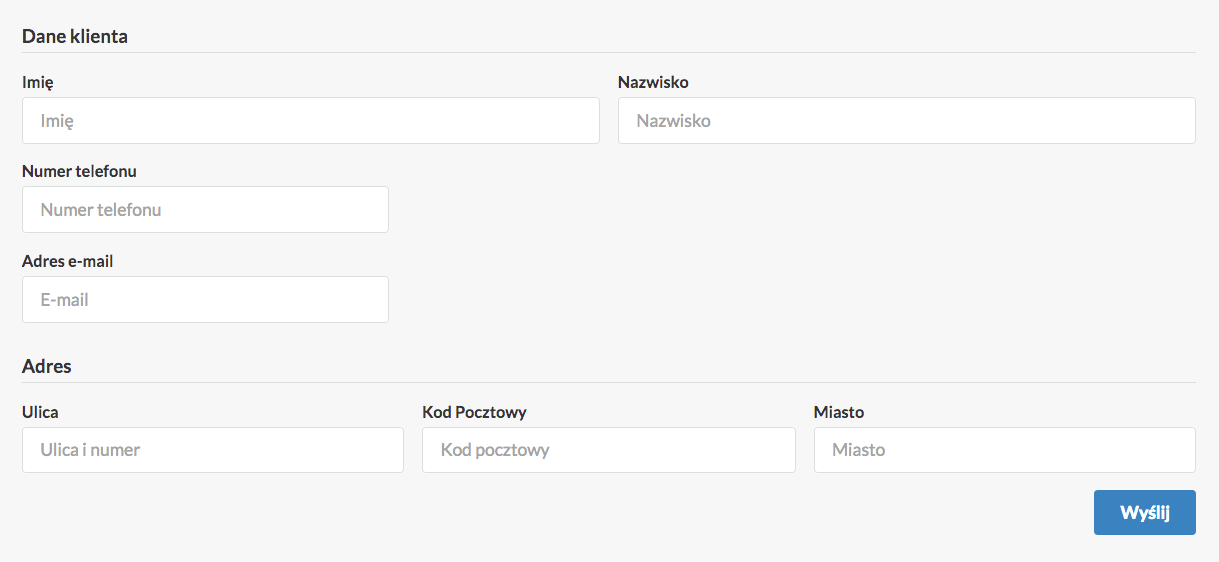 Dane klienta
Imię Nazwisko
Imię Nazwisko
Numer telefonu
Numer telefonu
Adres e-mail
E-mail
Adres
Ulica Kod Pocztowy Miasto
Ulica i numer Kod pocztowy Miasto
Wyślij